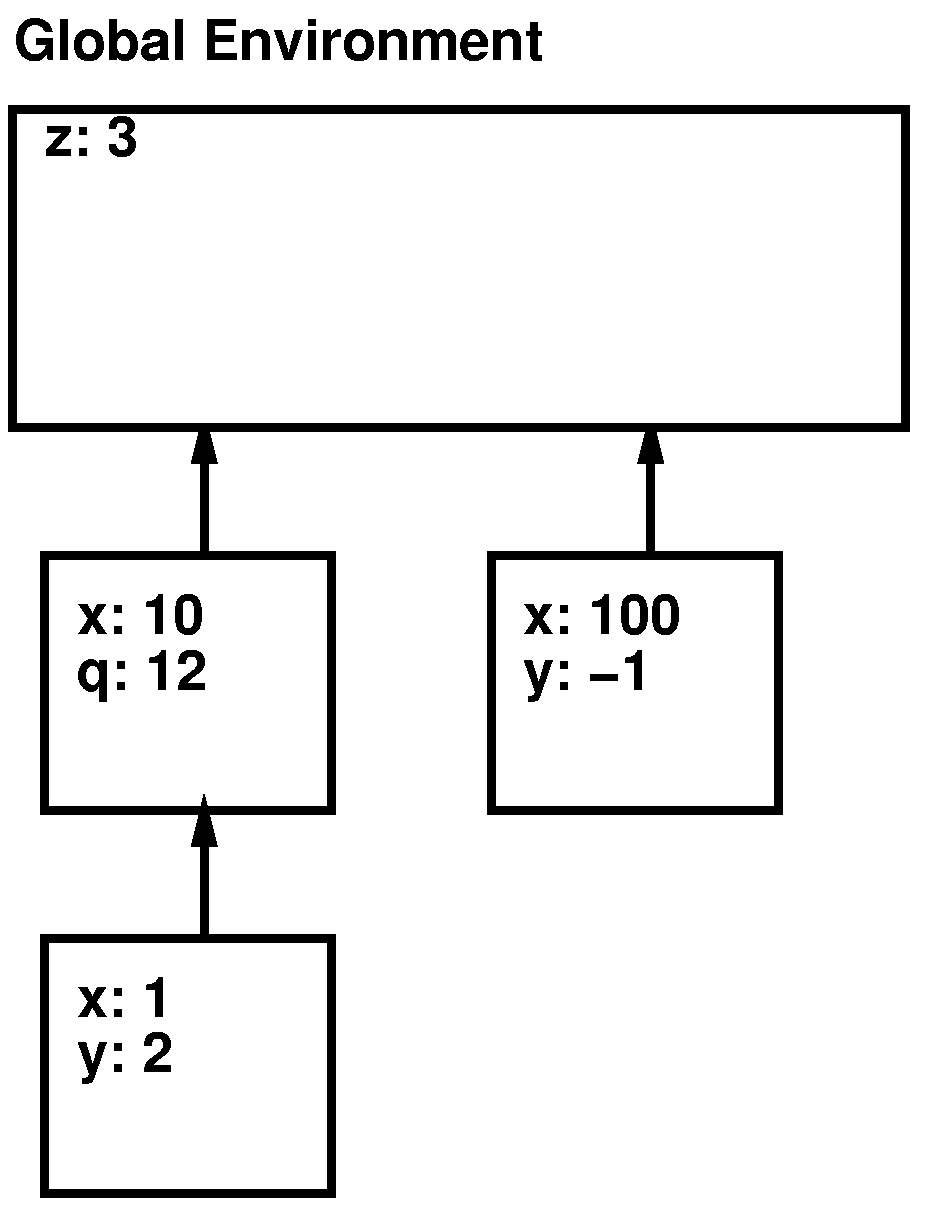 Global Environment
z: 3
x: 10
q: 12
x: 100
y: –1
x: 1
y: 2